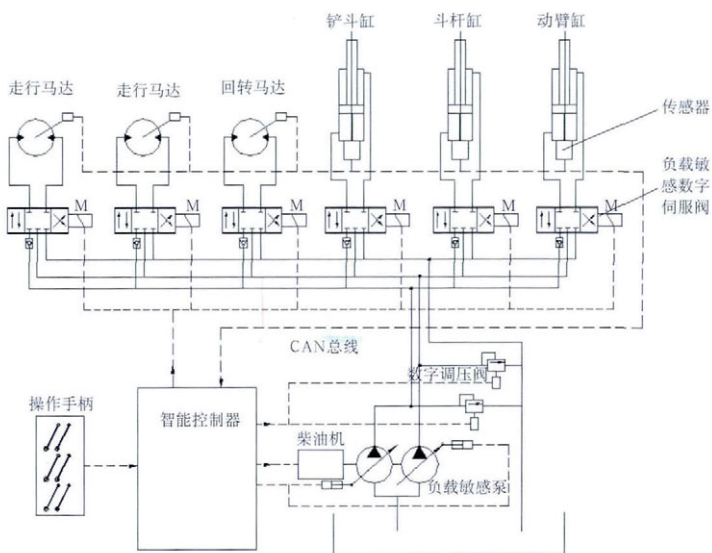 铲斗缸
斗杆缸
动臂缸
走行马达
走行马达
回转马达
传感器
负载敏
感数字
伺服阀
M
M
M
M
M
M
CAN总线
数字调压阀
操作手柄
智能控制器
柴油机
负载敏感泵